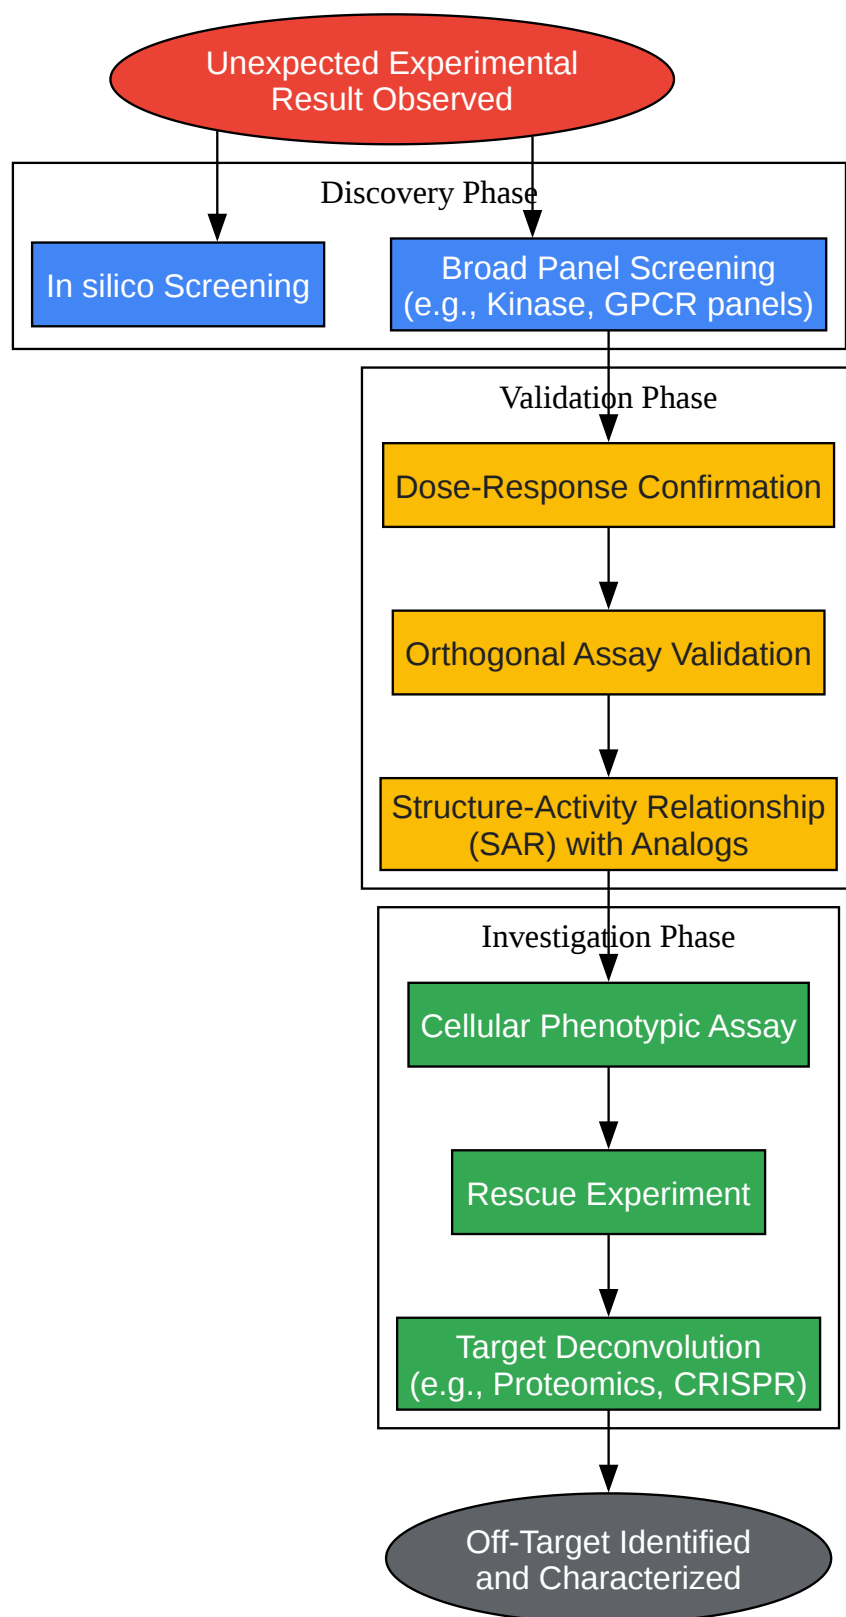 Unexpected Experimental
Result Observed
Discovery Phase
In silico Screening
Broad Panel Screening
(e.g., Kinase, GPCR panels)
Validation Phase
Dose-Response Confirmation
Orthogonal Assay Validation
Structure-Activity Relationship
(SAR) with Analogs
Investigation Phase
Cellular Phenotypic Assay
Rescue Experiment
Target Deconvolution
(e.g., Proteomics, CRISPR)
Off-Target Identified
and Characterized